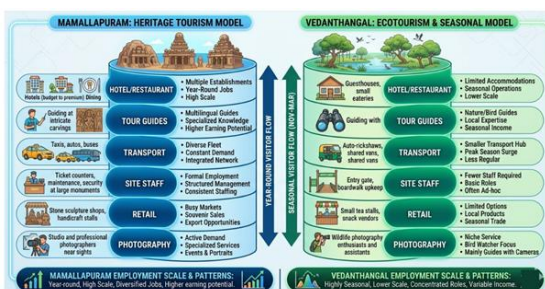 MAMALLAPURAM: HERITAGE TOURISM MODEL
Hotels (budget to premium) Dining
HOTEL/RESTAURANT
• Multiple Establishments
• Year-Round Jobs
• High Scale
Guiding at
intricate
carvings
TOUR GUIDES
• Multilingual Guides
• Specialized Knowledge
• Higher Earning Potential
Taxis, autos, buses
TRANSPORT
• Diverse Fleet
• Constant Demand
• Integrated Network
Ticket counters,
maintenance, security
at large monuments
SITE STAFF
• Formal Employment
• Structured Management
• Consistent Staffing
Stone sculpture shops,
handicraft stalls
RETAIL
• Busy Markets
• Souvenir Sales
• Export Opportunities
Studio and professional
photographers
near sights
PHOTOGRAPHY
• Active Demand
• Specialized Services
• Events & Portraits
MAMALLAPURAM EMPLOYMENT SCALE & PATTERNS:
Year-round, High Scale, Diversified Jobs, Higher earning potential.
YEAR-ROUND VISITOR FLOW
SEASONAL VISITOR FLOW (NOV-MAR)
VEDANTHANGAL: ECOTOURISM & SEASONAL MODEL
Guesthouses,
small eateries
HOTEL/RESTAURANT
• Limited Accommodations
• Seasonal Operations
• Lower Scale
Guiding with
TOUR GUIDES
• Nature/Bird Guides
• Local Expertise
• Seasonal Income
Auto-rickshaws,
shared vans,
shared vans
TRANSPORT
• Smaller Transport Hub
• Peak Season Surge
• Less Regular
Entry gate,
boardwalk upkeep
SITE STAFF
• Fewer Staff Required
• Basic Roles
• Often Ad-hoc
Small tea stalls,
snack vendors
RETAIL
• Limited Options
• Local Products
• Seasonal Trade
Wildlife photography
enthusiasts and
assistants
PHOTOGRAPHY
• Niche Service
• Bird Watcher Focus
• Mainly Guides with Cameras
VEDANTHANGAL EMPLOYMENT SCALE & PATTERNS:
Highly Seasonal, Lower Scale, Concentrated Roles, Variable Income.